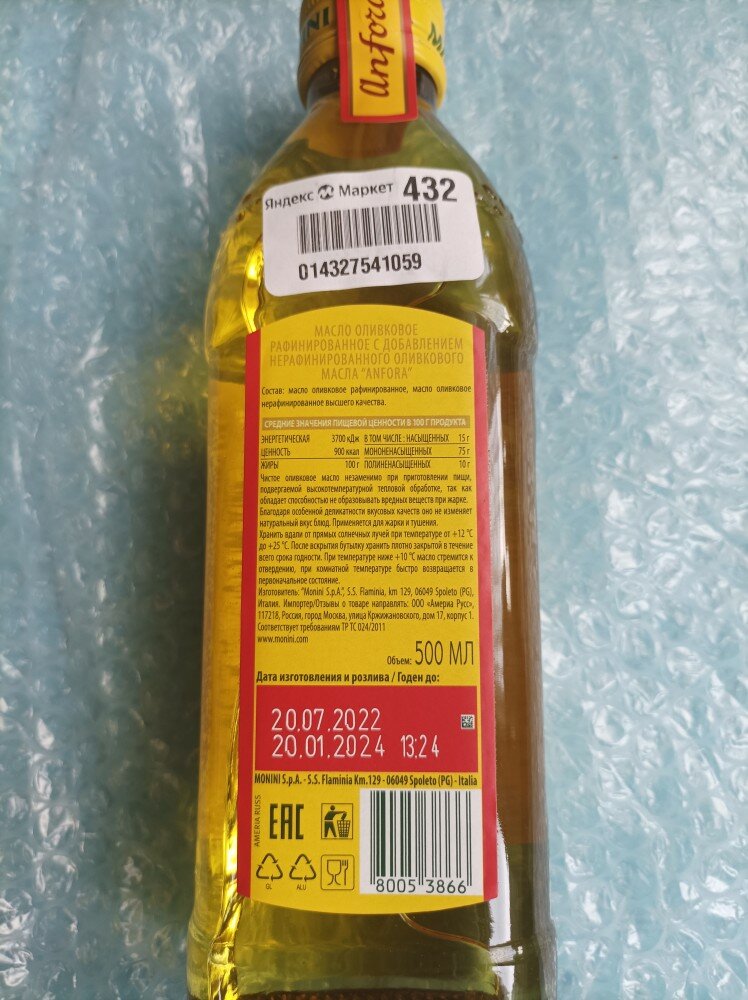 Anfora
Яндекс Маркет 432
014327541059
МАСЛО ОЛИВКОВОЕ
РАФИНИРОВАННОЕ С ДОБАВЛЕНИЕМ
НЕРАФИНИРОВАННОГО ОЛИВКОВОГО
МАСЛА "ANFORA"
Состав: масло оливковое рафинированное, масло оливковое
нерафинированное высшего качества.
СРЕДНИЕ ЗНАЧЕНИЯ ПИЩЕВОЙ ЦЕННОСТИ В 100 Г ПРОДУКТА
ЭНЕРГЕТИЧЕСКАЯ 3700 кДж В ТОМ ЧИСЛЕ: НАСЫЩЕННЫХ 15 г
ЦЕННОСТЬ 900 ккал МОНОНЕНАСЫЩЕННЫХ 75 г
ЖИРЫ 100 г ПОЛИНЕНАСЫЩЕННЫХ 10 г
Чистое оливковое масло незаменимо при приготовлении пищи,
подвергаемой высокотемпературной тепловой обработке, так как
обладает способностью не образовывать вредных веществ при жарке.
Благодаря особенной деликатности вкусовых качеств оно не изменяет
натуральный вкус блюд. Применяется для жарки и тушения.
Хранить вдали от прямых солнечных лучей при температуре от +12 °С
до +25 °С. После вскрытия бутылку хранить плотно закрытой в течение
всего срока годности. При температуре ниже +10 °С масло стремится к
отвердению, при комнатной температуре быстро возвращается в
первоначальное состояние.
Изготовитель: "Monini S.p.A.", S.S. Flaminia, km 129, 06049 Spoleto (PG),
Италия. Импортер/Отзывы о товаре направлять: ООО «Америа Русс»,
117218, Россия, город Москва, улица Кржижановского, дом 17, корпус 1.
Соответствует требованиям ТР ТС 024/2011
www.monini.com
Объем: 500 МЛ
Дата изготовления и розлива / Годен до:
20.07.2022
20.01.2024 13:24
MONINI S.p.A. - S.S. Flaminia Km.129 - 06049 Spoleto (PG) - Italia
AMERIA RUSS
EAC
GL
ALU
8005 3866